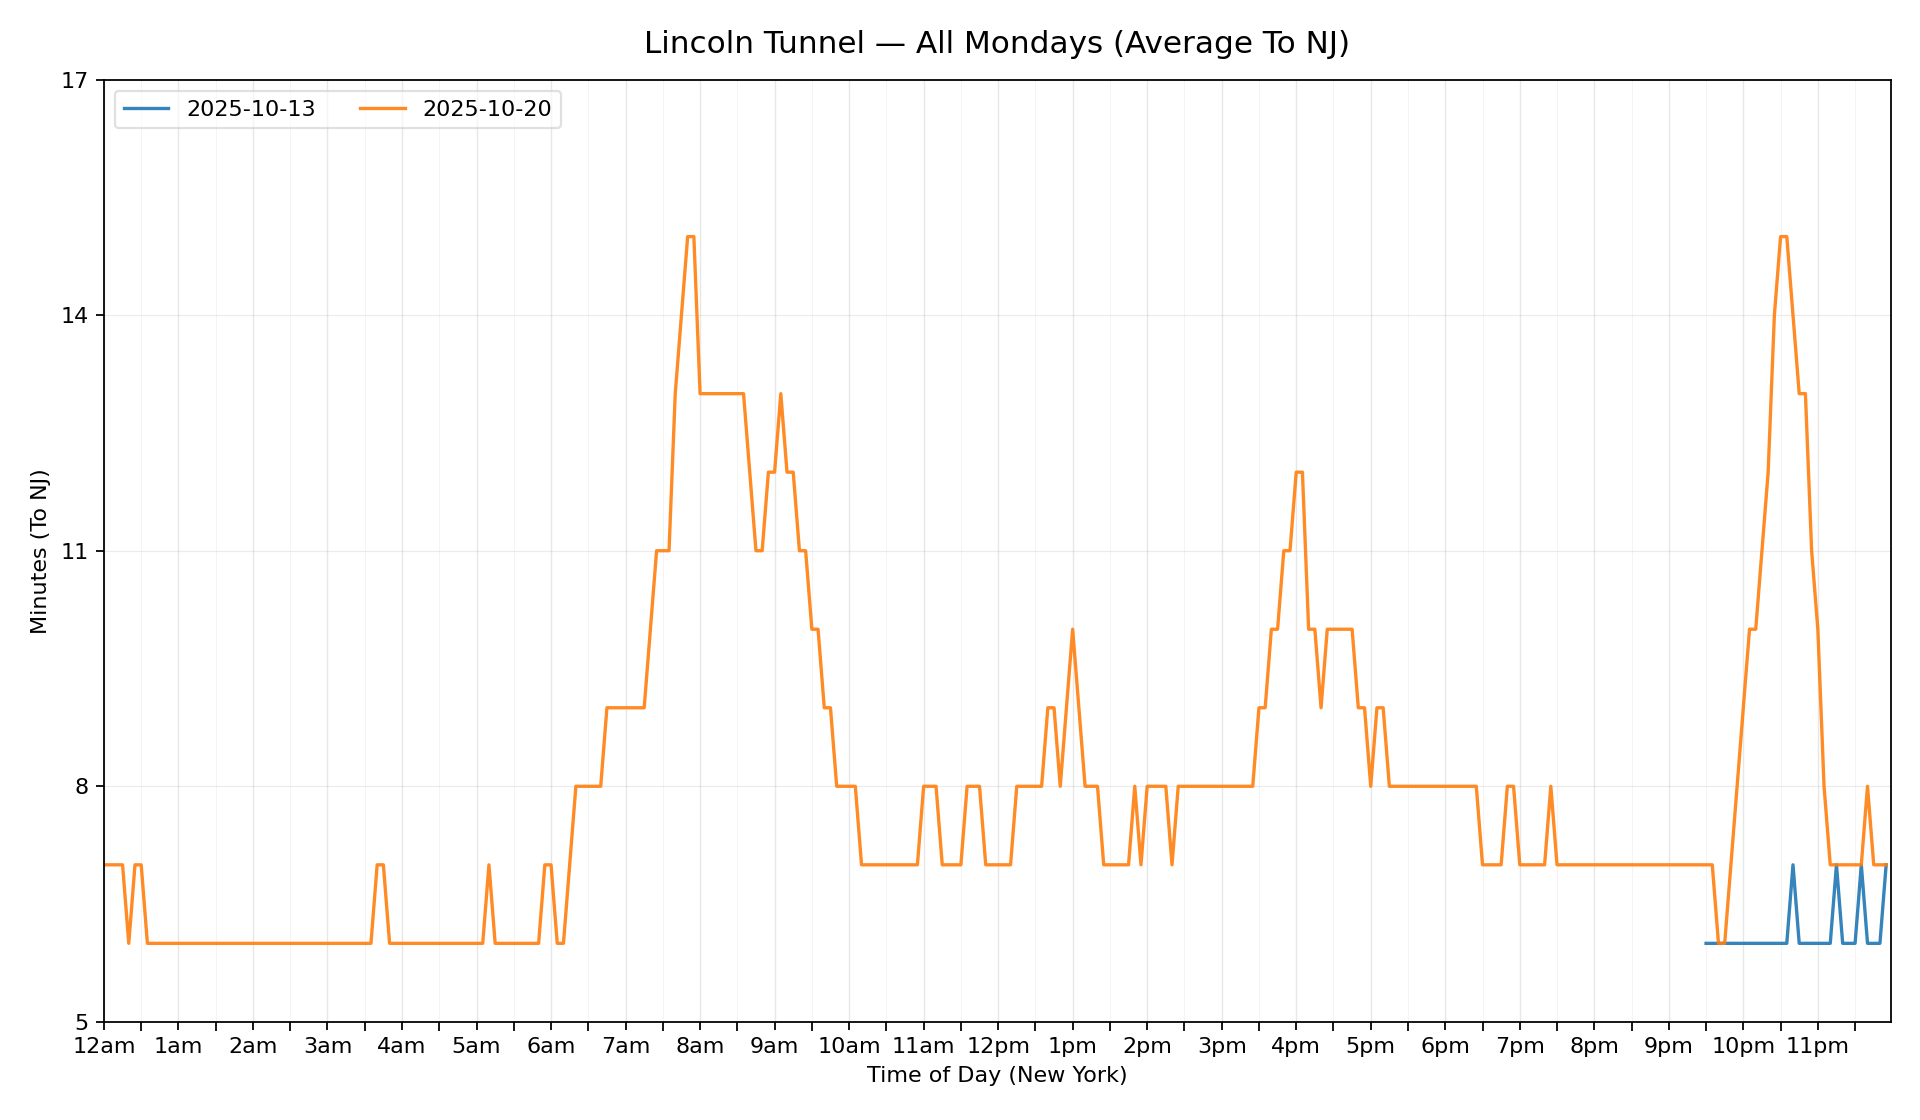 Lincoln Tunnel — All Mondays (Average To NJ)
2025-10-13 2025-10-20
17
14
11
8
5
Minutes (To NJ)
12am 1am 2am 3am 4am 5am 6am 7am 8am 9am 10am 11am 12pm 1pm 2pm 3pm 4pm 5pm 6pm 7pm 8pm 9pm 10pm 11pm
Time of Day (New York)